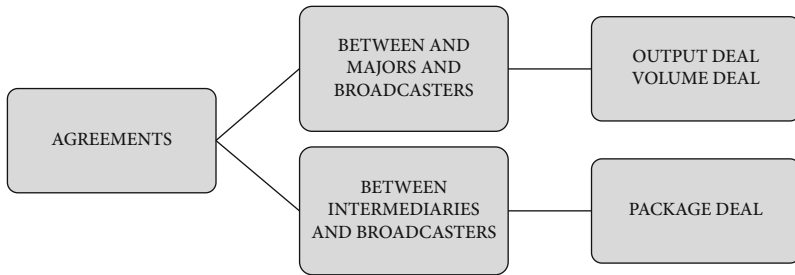 AGREEMENTS
BETWEEN AND
MAJORS AND
BROADCASTERS
OUTPUT DEAL
VOLUME DEAL
BETWEEN
INTERMEDIARIES
AND BROADCASTERS
PACKAGE DEAL